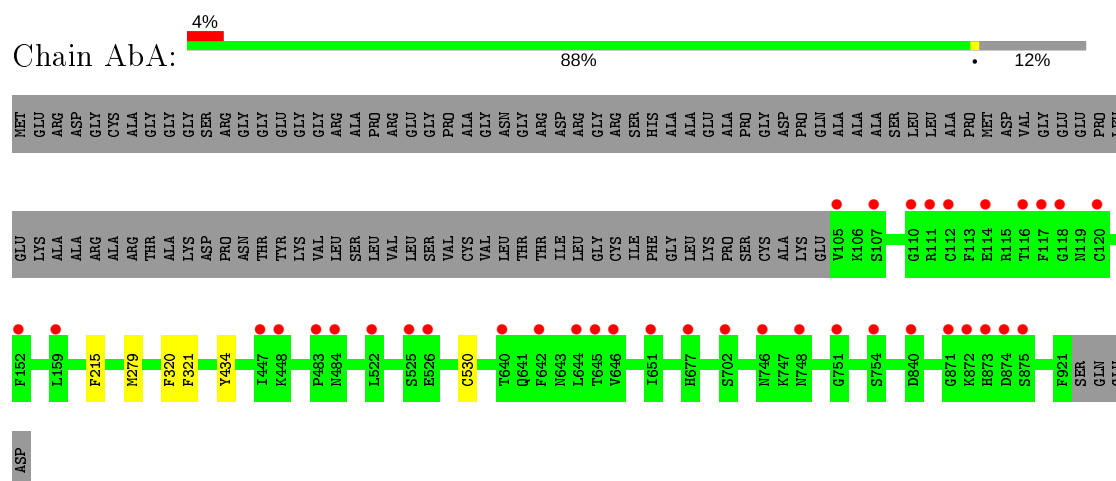 4%
Chain AbA:
88%
•
12%
MET GLU ARG ASP GLY CYS ALA GLY GLY GLY SER ARG GLY GLY GLU GLY GLY ARG ALA PRO ARG GLU GLY PRO ALA GLY ASN GLY ARG ASP ARG GLY ARG SER HIS ALA ALA GLU ALA PRO GLY ASP PRO GLN ALA ALA ALA SER LEU LEU ALA PRO MET ASP VAL GLY GLU GLU PRO LEU
GLU LYS ALA ALA ARG ALA ARG THR ALA LYS ASP PRO ASN THR TYR LYS VAL LEU SER LEU VAL LEU SER VAL CYS VAL LEU THR THR ILE LEU GLY CYS ILE PHE GLY LEU LYS PRO SER CYS ALA LYS GLU V105 K106 S107 G110 R111 C112 F113 E114 R115 T116 F117 G118 N119 C120
F152 L159 F215 M279 F320 F321 Y434 I447 K448 P483 N484 L522 S525 E526 C530 T640 Q641 F642 N643 L644 T645 V646 I651 H677 S702 N746 K747 N748 G751 S754 D840 G871 K872 H873 D874 S875 F921 SER GLN GLU
ASP